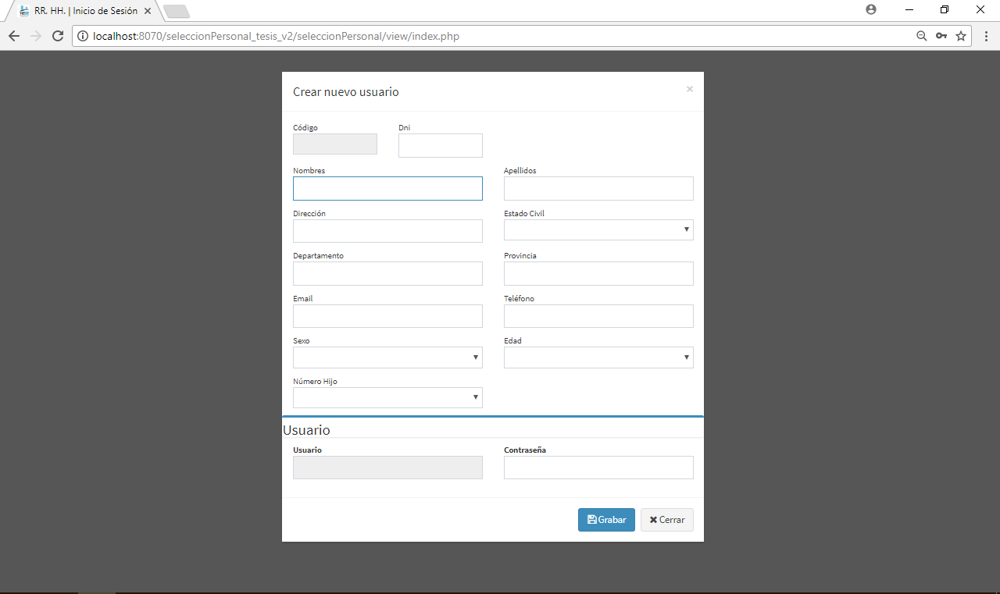 RR. HH. | Inicio de Sesión
localhost:8070/seleccionPersonal_tesis_v2/seleccionPersonal/view/index.php
Crear nuevo usuario ×
Código Dni
Nombres Apellidos
Dirección Estado Civil
Departamento Provincia
Email Teléfono
Sexo Edad
Número Hijo
Usuario
Usuario Contraseña
Grabar Cerrar